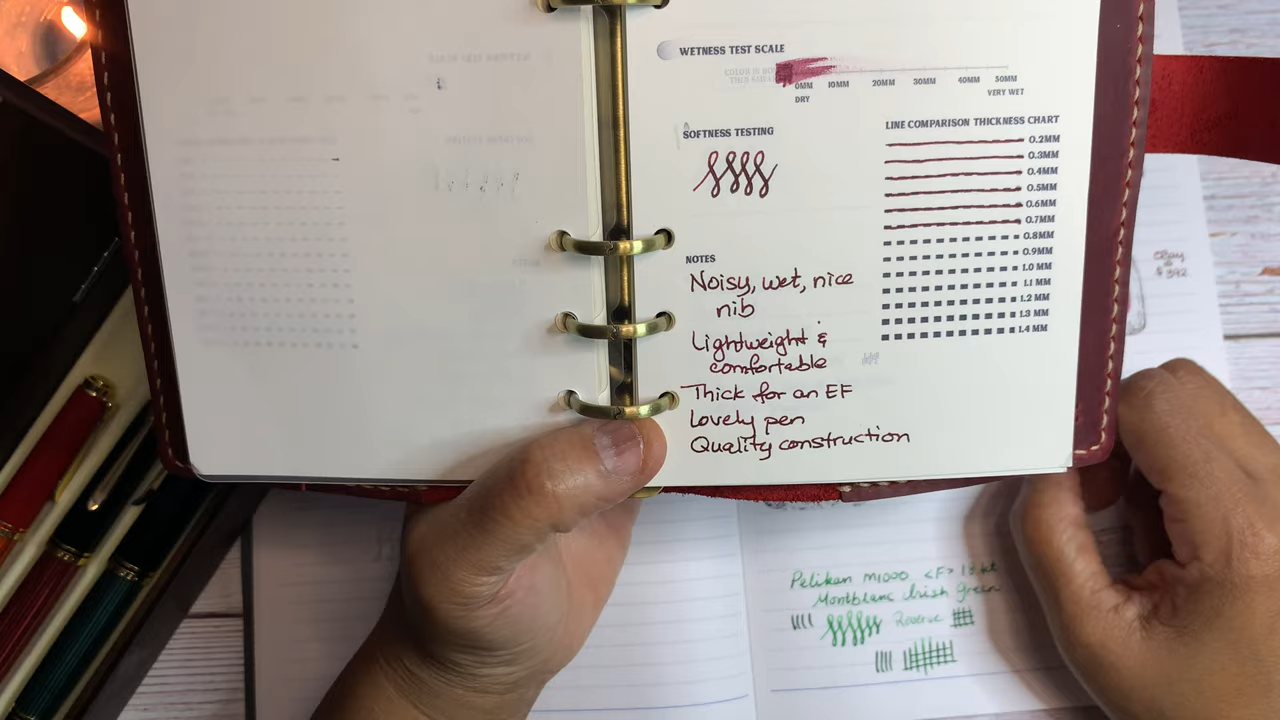 WETNESS TEST SCALE
0MM 10MM 20MM 30MM 40MM 50MM
DRY VERY WET
SOFTNESS TESTING
LINE COMPARISON THICKNESS CHART
0.2MM
0.3MM
0.4MM
0.5MM
0.6MM
0.7MM
0.8MM
0.9MM
1.0 MM
1.1 MM
1.2 MM
1.3 MM
1.4 MM
NOTES
Noisy, wet, nice
nib
Lightweight &
comfortable
Thick for an EF
Lovely pen
Quality construction
Pelikan M1000 <F>
Montblanc Irish Green
Reverse